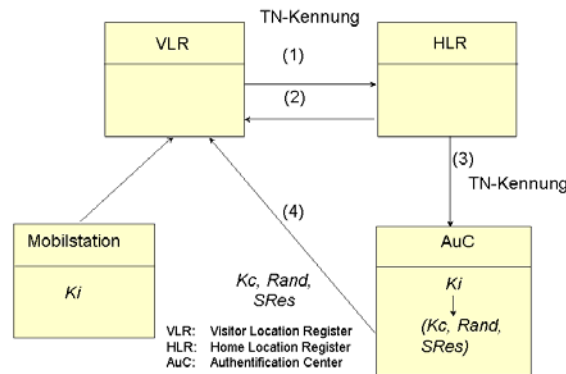 TN-Kennung
VLR
(1)
HLR
(2)
(3)
TN-Kennung
(4)
Mobilstation
AuC
Ki
Ki
Kc, Rand,
SRes
(Kc, Rand,
SRes)
VLR: Visitor Location Register
HLR: Home Location Register
AuC: Authentification Center